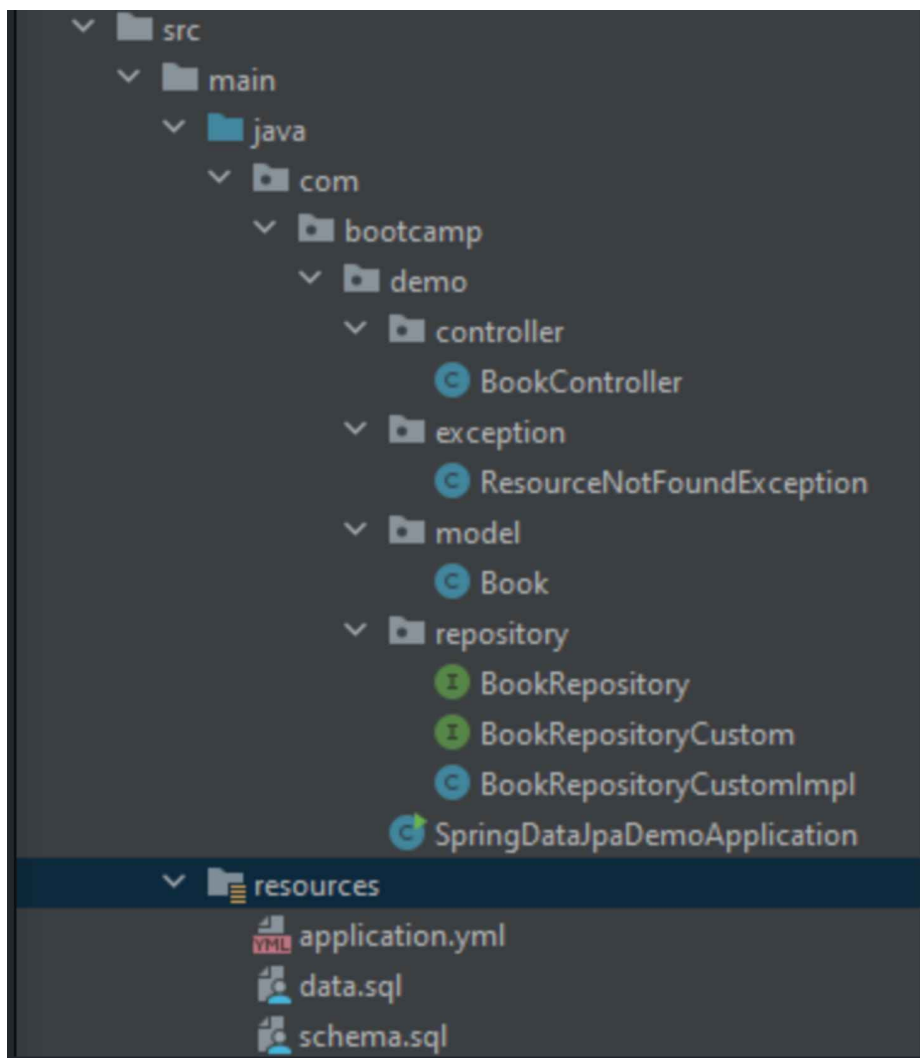 src
main
java
com
bootcamp
demo
controller
C BookController
exception
C ResourceNotFoundException
model
C Book
repository
I BookRepository
I BookRepositoryCustom
C BookRepositoryCustomImpl
C SpringDataJpaDemoApplication
resources
YML application.yml
data.sql
schema.sql